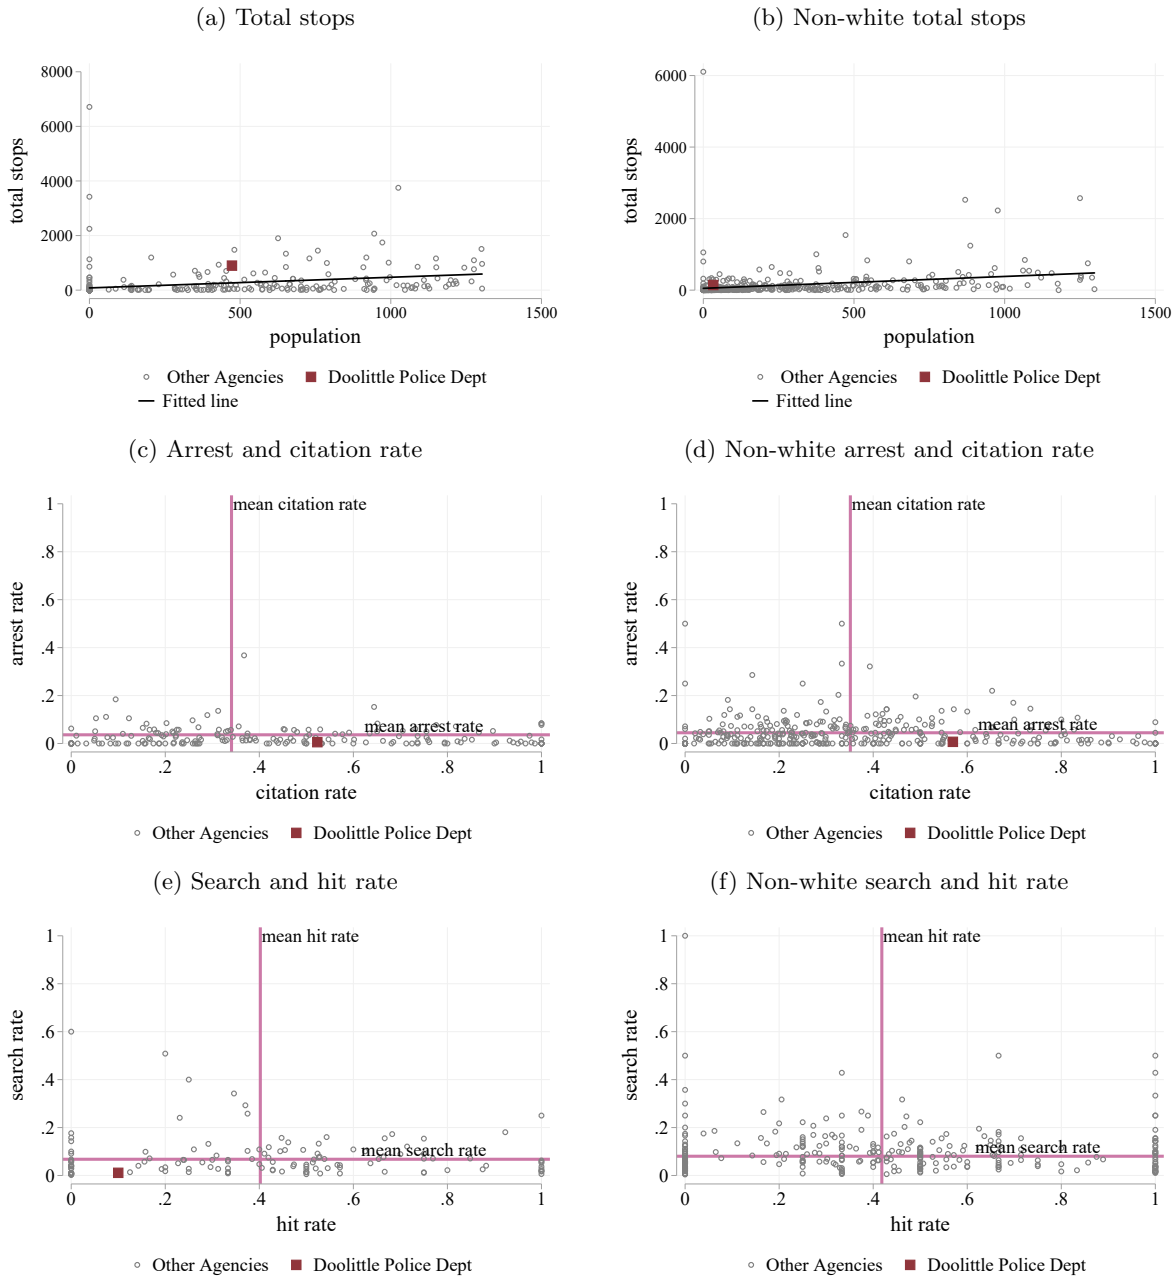 (a) Total stops
(b) Non-white total stops
8000
6000
4000
2000
0
total stops
0 500 1000 1500
population
Other Agencies Doolittle Police Dept
Fitted line
6000
4000
2000
0
total stops
0 500 1000 1500
population
Other Agencies Doolittle Police Dept
Fitted line
(c) Arrest and citation rate
(d) Non-white arrest and citation rate
1
.8
.6
.4
.2
0
arrest rate
mean citation rate
mean arrest rate
0 .2 .4 .6 .8 1
citation rate
Other Agencies Doolittle Police Dept
1
.8
.6
.4
.2
0
arrest rate
mean citation rate
mean arrest rate
0 .2 .4 .6 .8 1
citation rate
Other Agencies Doolittle Police Dept
(e) Search and hit rate
(f) Non-white search and hit rate
1
.8
.6
.4
.2
0
search rate
mean hit rate
mean search rate
0 .2 .4 .6 .8 1
hit rate
Other Agencies Doolittle Police Dept
1
.8
.6
.4
.2
0
search rate
mean hit rate
mean search rate
0 .2 .4 .6 .8 1
hit rate
Other Agencies Doolittle Police Dept